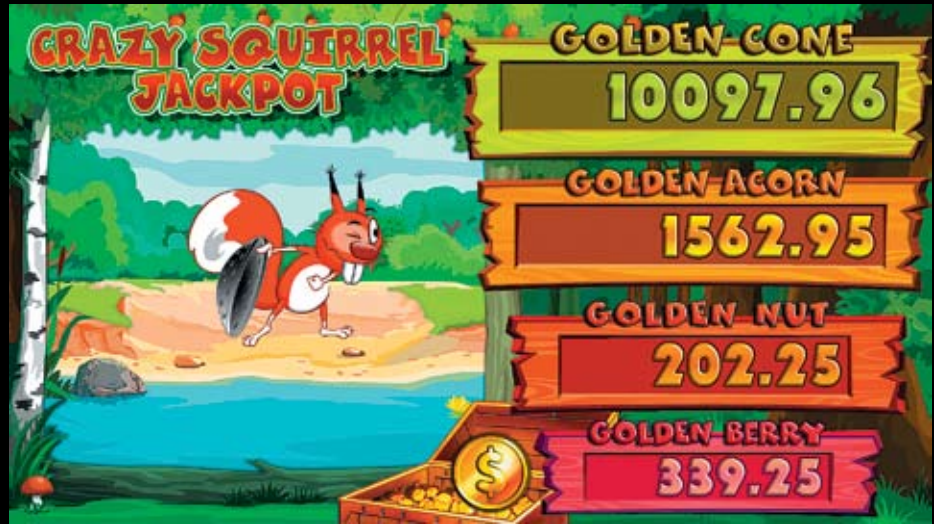 CRAZY SQUIRREL
JACKPOT
GOLDEN CONE
10097.96
GOLDEN ACORN
1562.95
GOLDEN NUT
202.25
GOLDEN BERRY
339.25
$